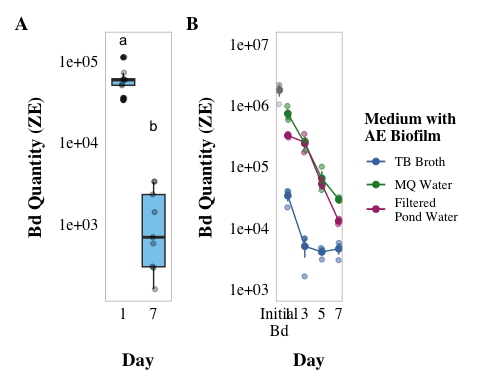 A
B
a
b
1e+05
1e+04
1e+03
Bd Quantity (ZE)
1 7
Day
1e+07
1e+06
1e+05
1e+04
1e+03
Bd Quantity (ZE)
Initial 1 3 5 7
Bd
Day
Medium with
AE Biofilm
TB Broth
MQ Water
Filtered
Pond Water